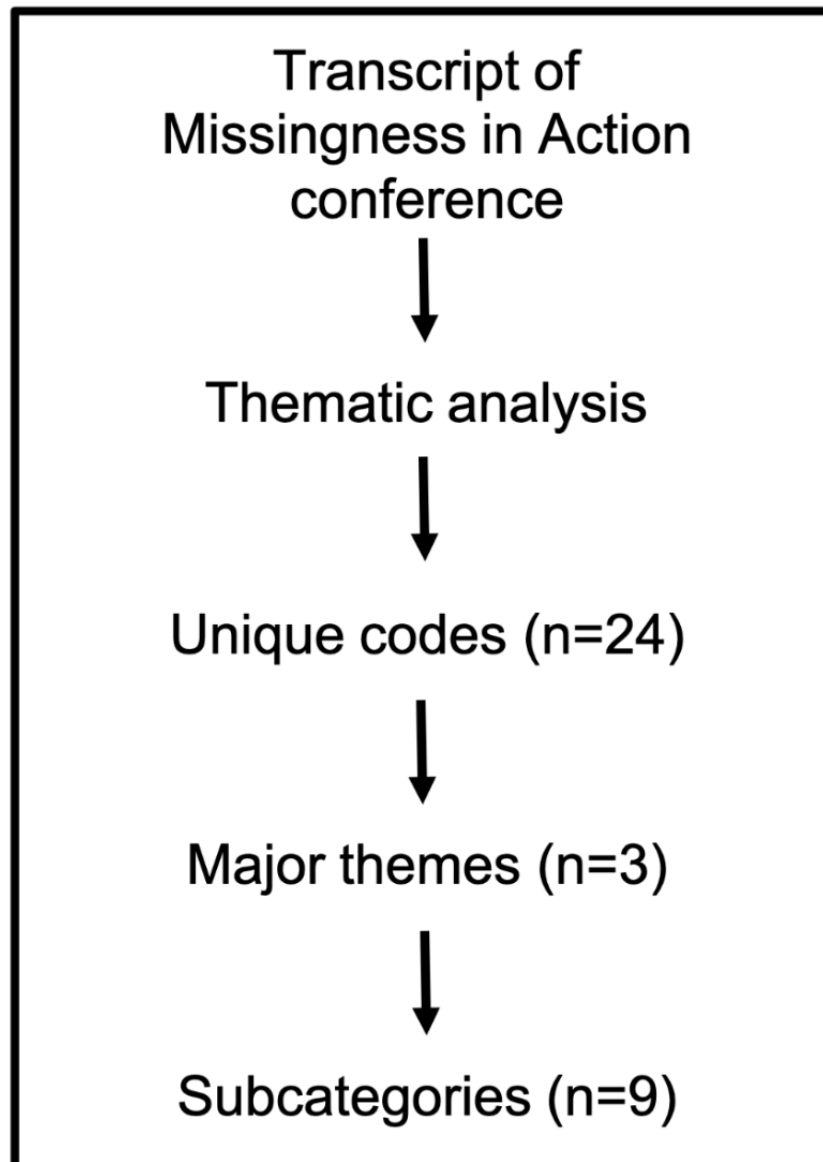 Transcript of
Missingness in Action
conference
Thematic analysis
Unique codes (n=24)
Major themes (n=3)
Subcategories (n=9)